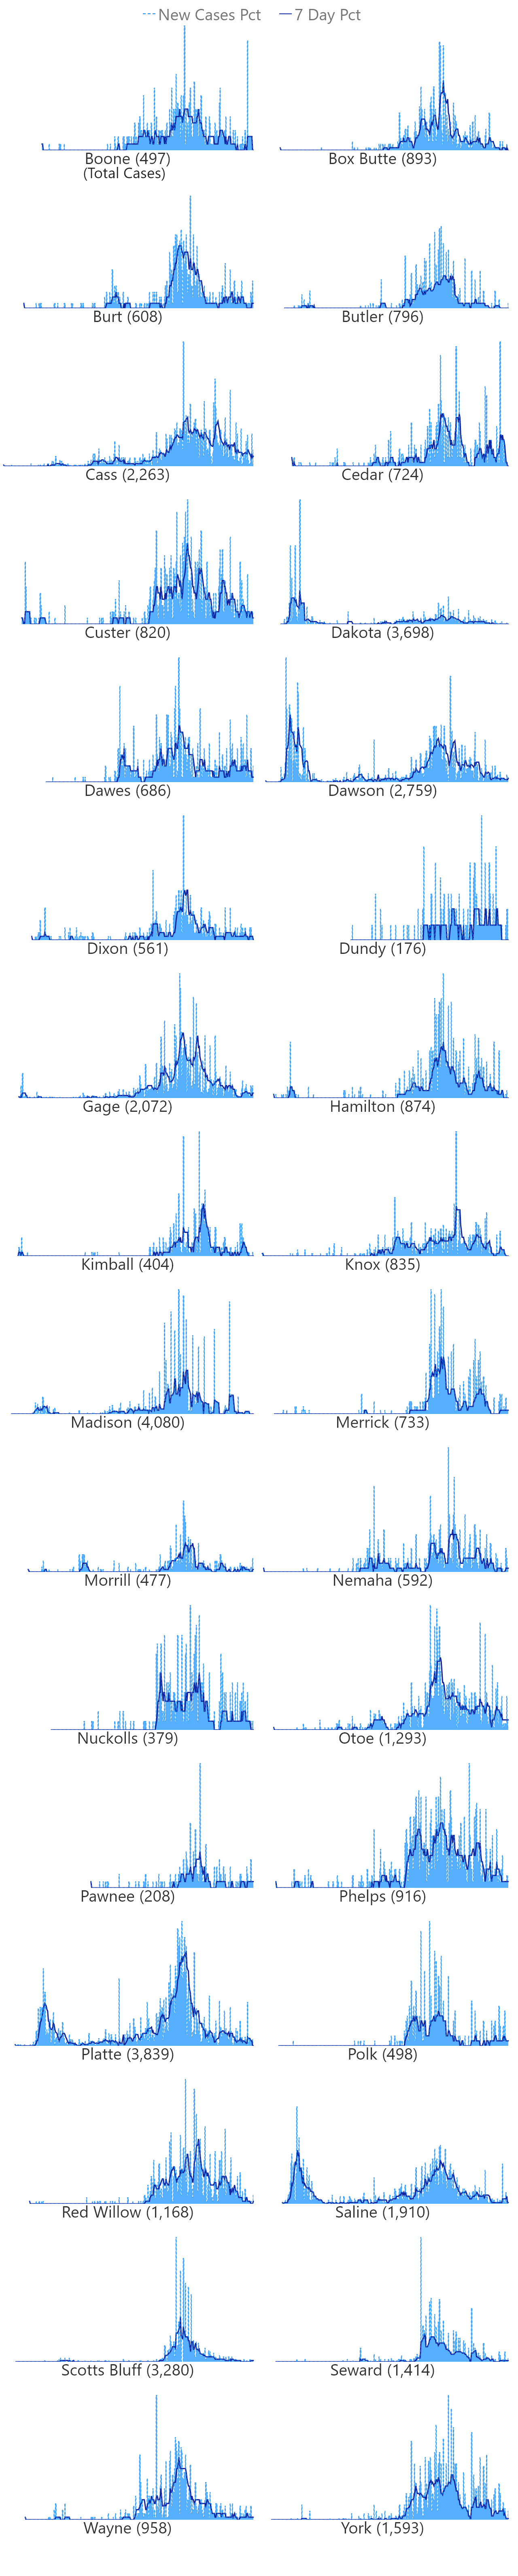 New Cases Pct 7 Day Pct
Boone (497) Box Butte (893)
(Total Cases)
Burt (608) Butler (796)
Cass (2,263) Cedar (724)
Custer (820) Dakota (3,698)
Dawes (686) Dawson (2,759)
Dixon (561) Dundy (176)
Gage (2,072) Hamilton (874)
Kimball (404) Knox (835)
Madison (4,080) Merrick (733)
Morrill (477) Nemaha (592)
Nuckolls (379) Otoe (1,293)
Pawnee (208) Phelps (916)
Platte (3,839) Polk (498)
Red Willow (1,168) Saline (1,910)
Scotts Bluff (3,280) Seward (1,414)
Wayne (958) York (1,593)